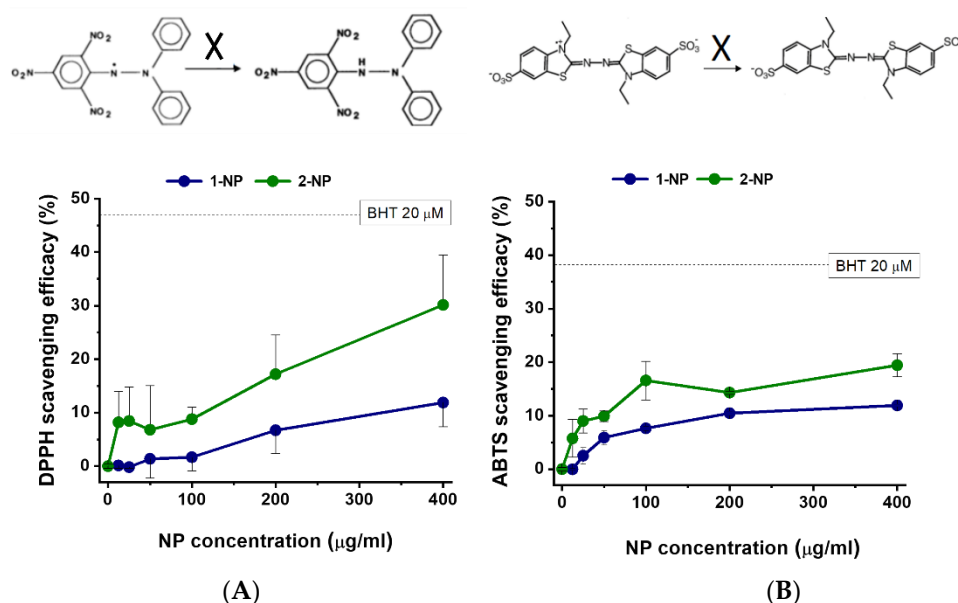 NO₂
O₂N
N
N
NO₂
X
NO₂
H
O₂N
N
N
NO₂
N
S
SO₃⁻
⁻O₃S
S
N
N
N
X
N
S
SO
⁻O₃S
S
N
N
N
1-NP 2-NP
50
40
30
20
10
0
BHT 20 μM
DPPH scavenging efficacy (%)
0 100 200 300 400
NP concentration (μg/ml)
(A)
1-NP 2-NP
50
40
30
20
10
0
BHT 20 μM
ABTS scavenging efficacy (%)
0 100 200 300 400
NP concentration (μg/ml)
(B)